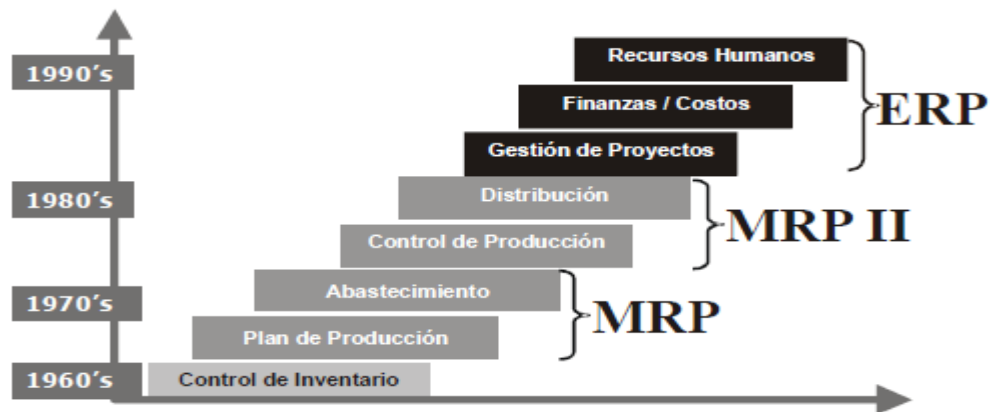 1990′s
Recursos Humanos
Finanzas / Costos
ERP
Gestión de Proyectos
1980′s
Distribución
MRP II
Control de Producción
1970′s
Abastecimiento
MRP
Plan de Producción
1960′s
Control de Inventario